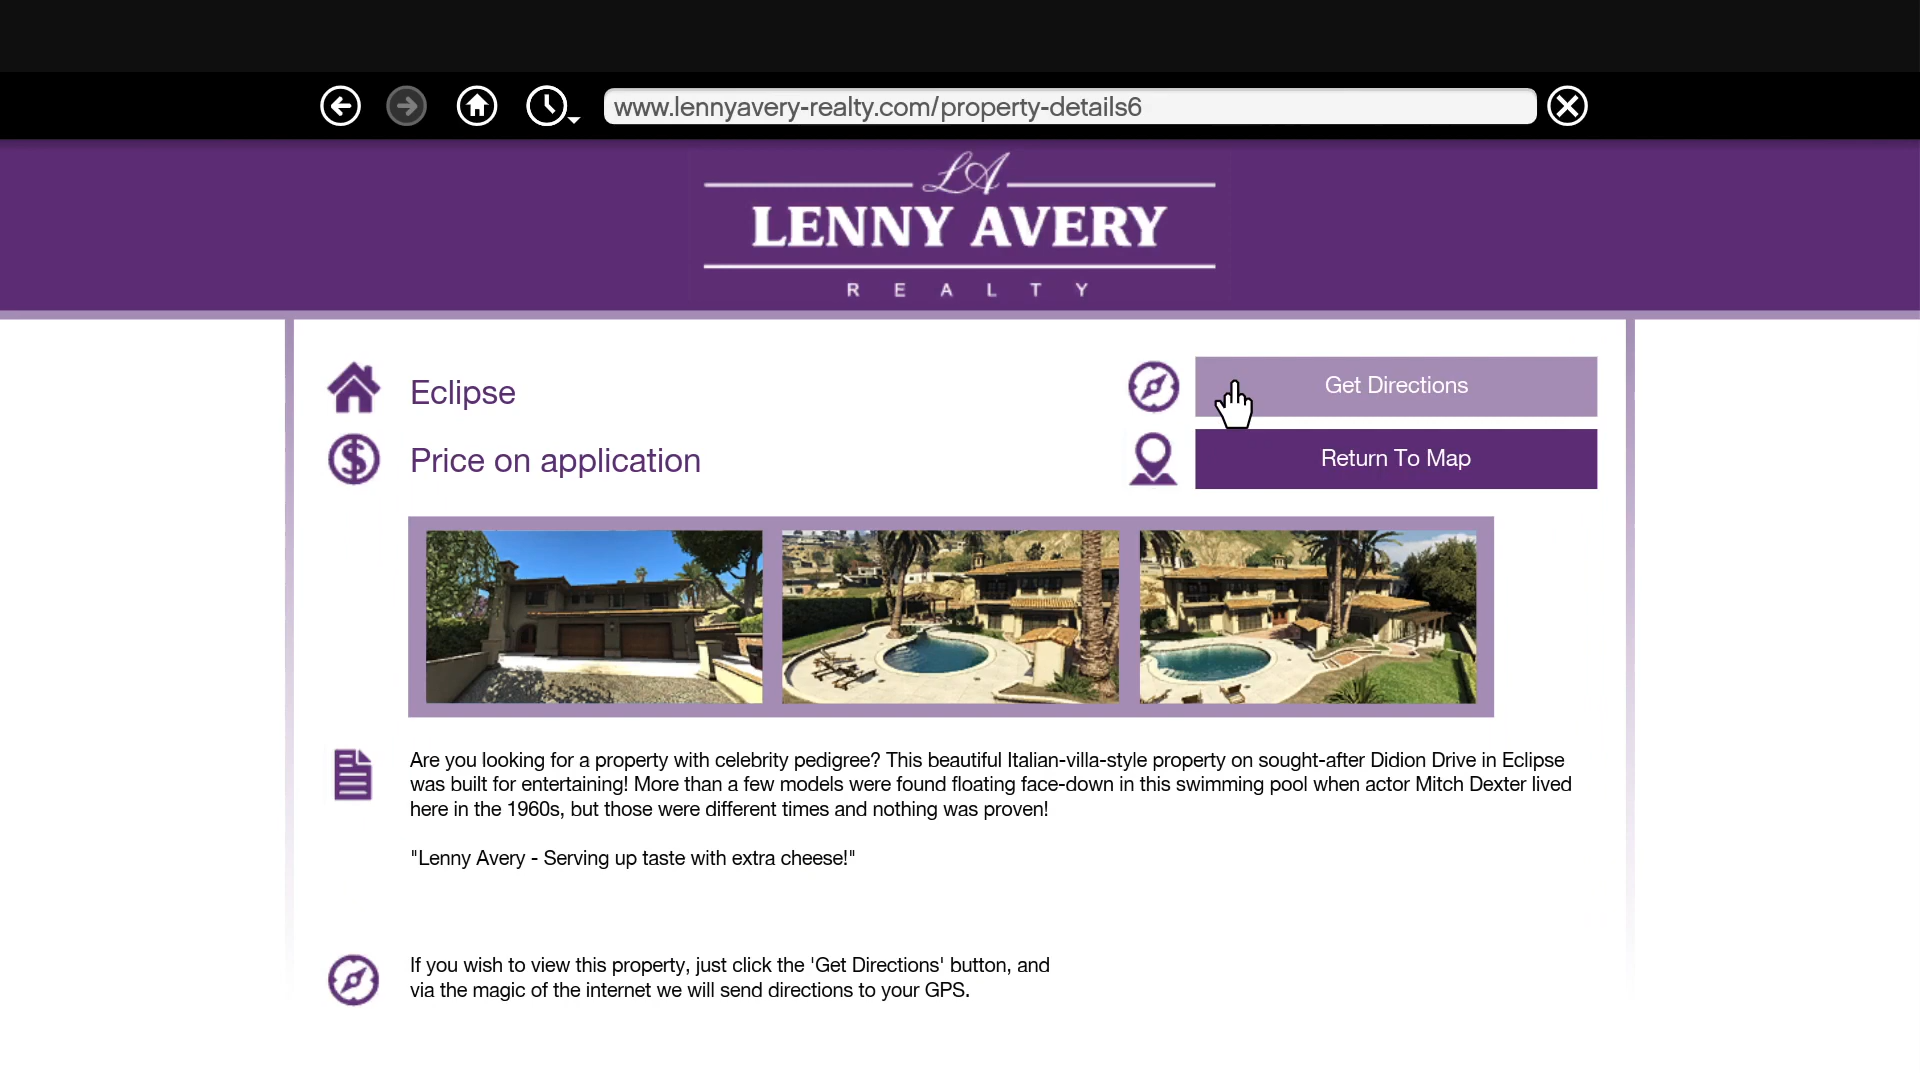 www.lennyavery-realty.com/property-details6
LA
LENNY AVERY
REALTY
Eclipse
Get Directions
Price on application
Return To Map
Are you looking for a property with celebrity pedigree? This beautiful Italian-villa-style property on sought-after Didion Drive in Eclipse
was built for entertaining! More than a few models were found floating face-down in this swimming pool when actor Mitch Dexter lived
here in the 1960s, but those were different times and nothing was proven!
"Lenny Avery - Serving up taste with extra cheese!"
If you wish to view this property, just click the 'Get Directions' button, and
via the magic of the internet we will send directions to your GPS.